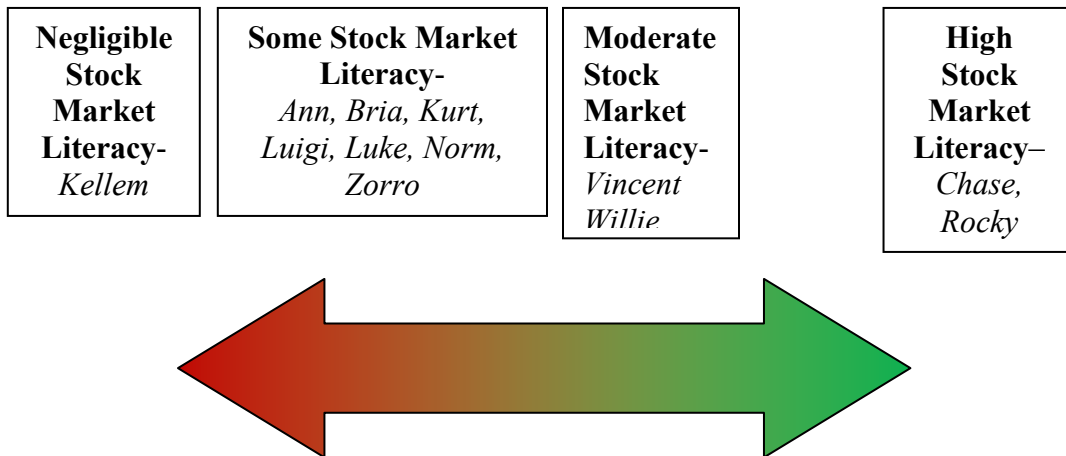 Negligible
Stock
Market
Literacy-
Kellem
Some Stock Market
Literacy-
Ann, Bria, Kurt,
Luigi, Luke, Norm,
Zorro
Moderate
Stock
Market
Literacy-
Vincent
Willie
High
Stock
Market
Literacy–
Chase,
Rocky